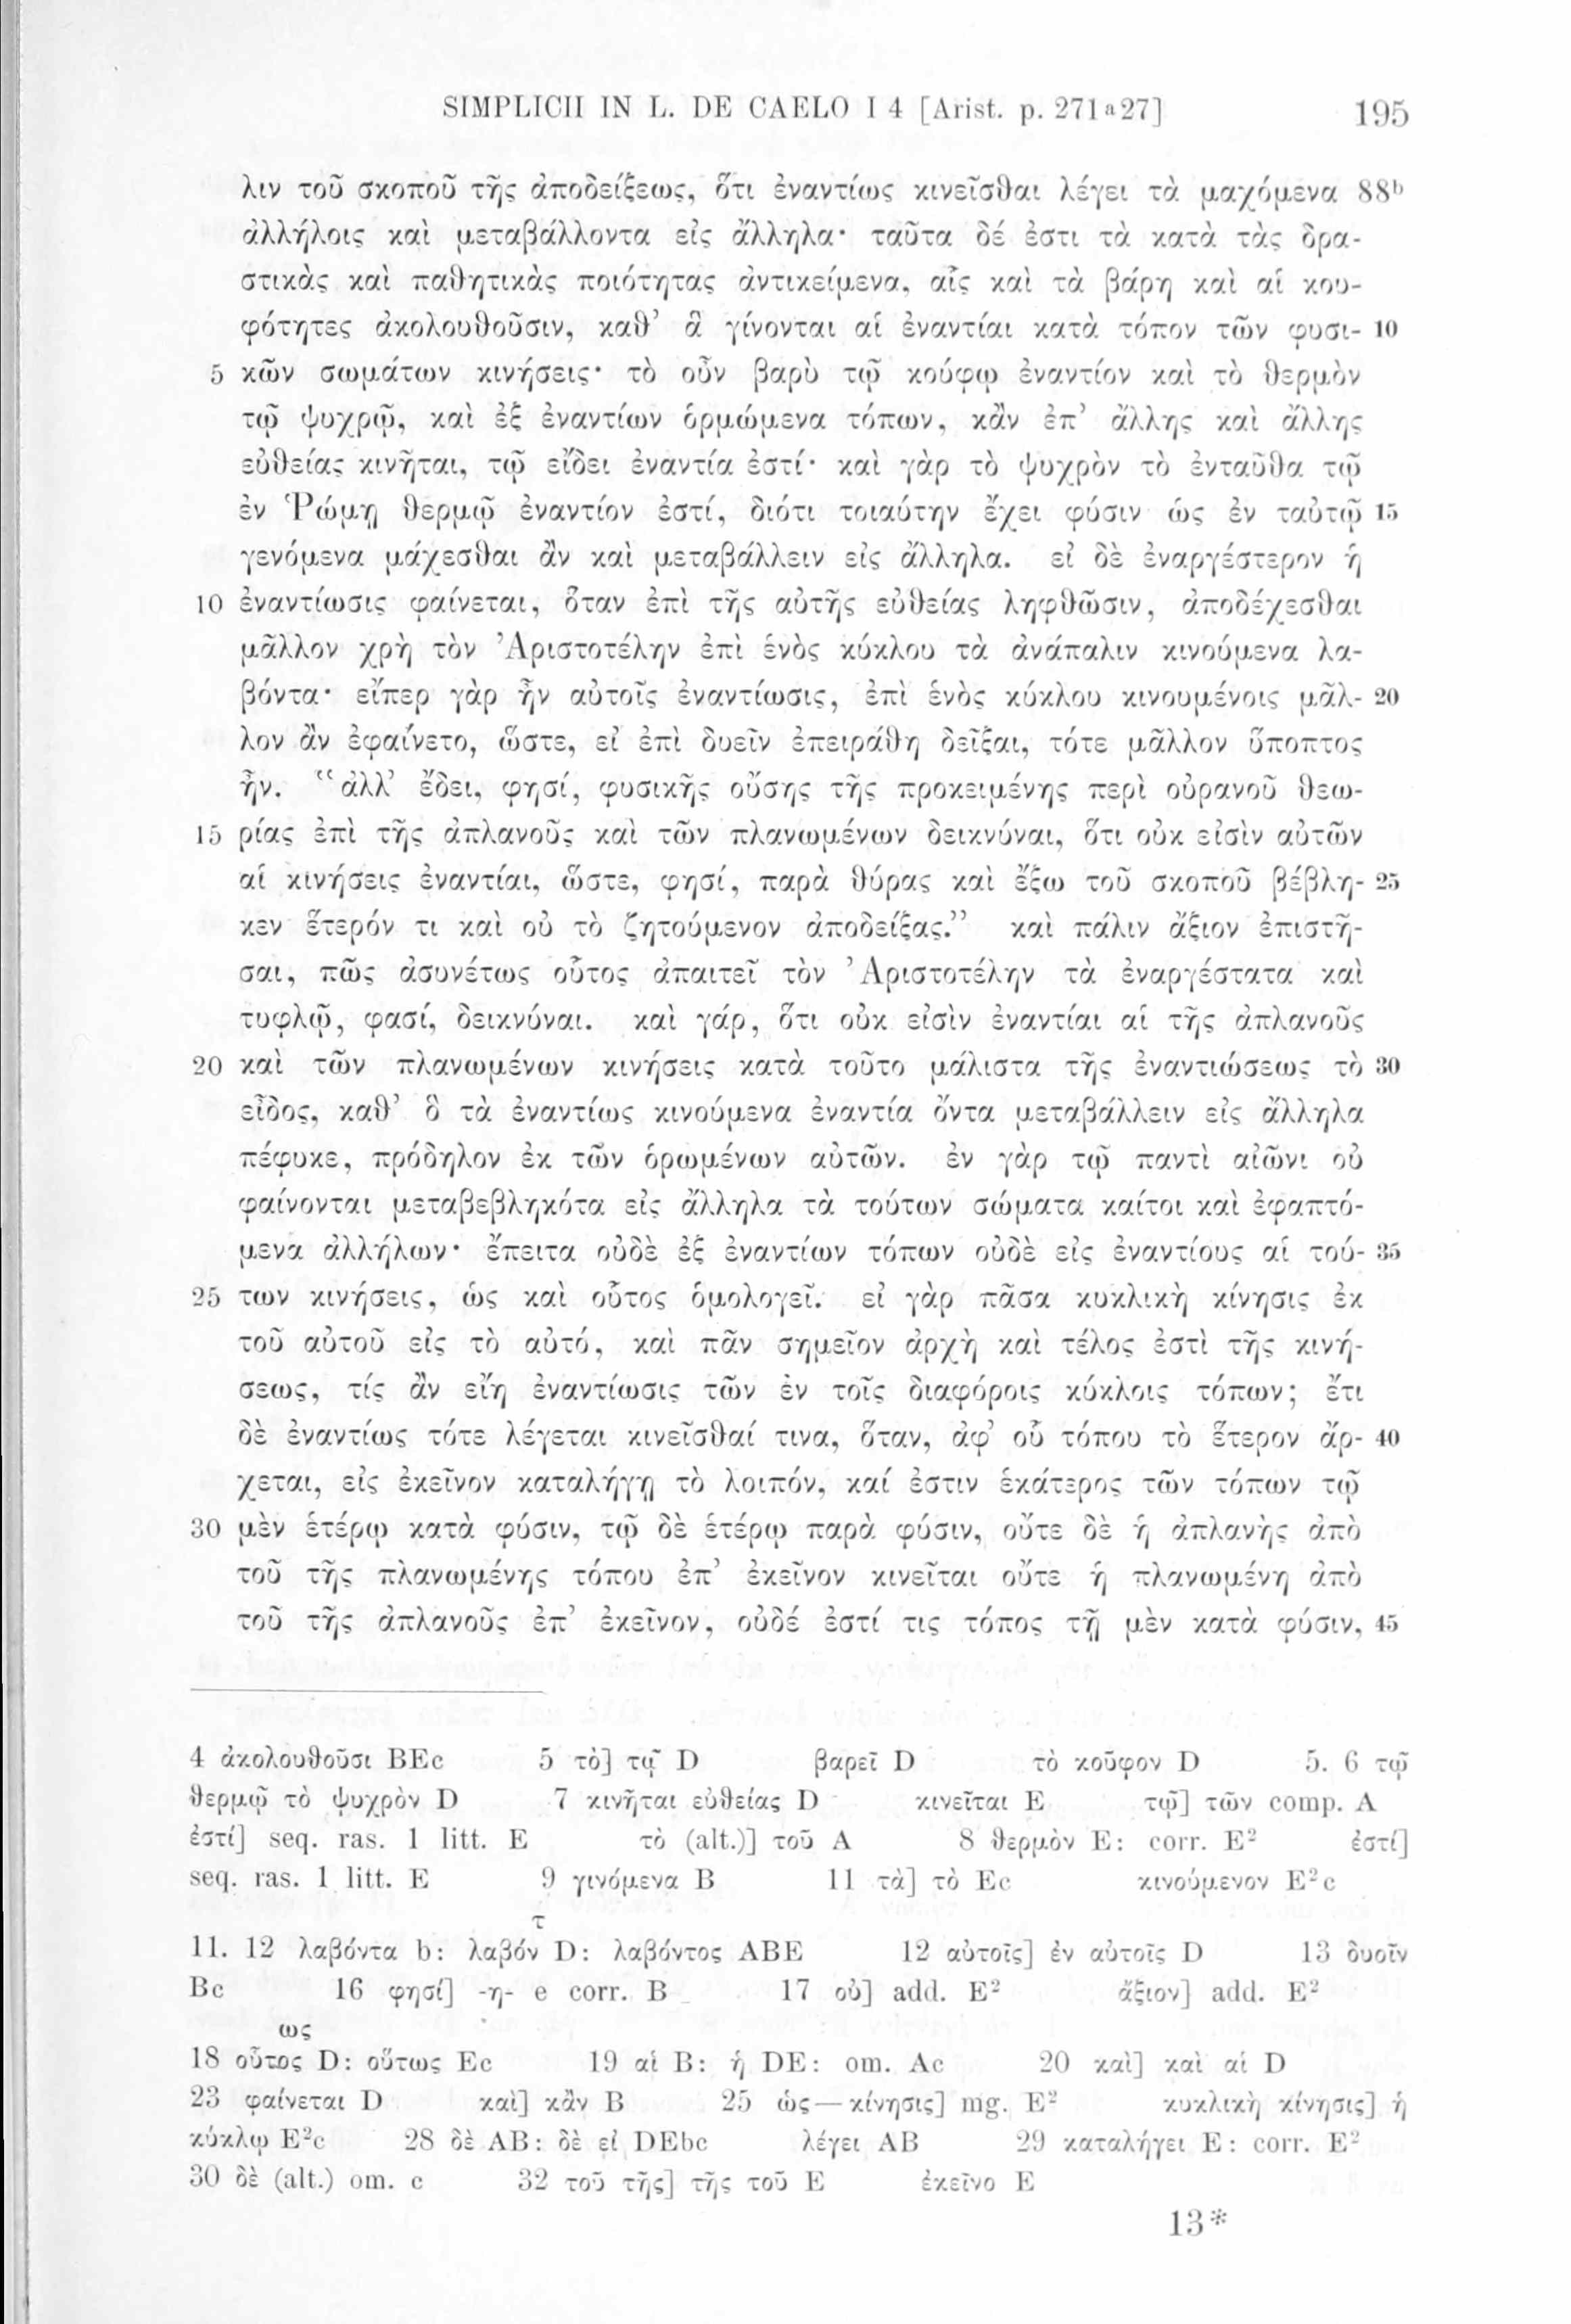 SIMPLICII IN L. DE CAELO I 4 [Arist. p. 271a27] 195
λιν τοῦ σκοποῦ τῆς ἀποδείξεως, ὅτι ἐναντίως κινεῖσθαι λέγει τὰ μαχόμενα 88b
ἀλλήλοις καὶ μεταβάλλοντα εἰς ἄλληλα· ταῦτα δέ ἐστι τὰ κατὰ τὰς δρα-
στικὰς καὶ παθητικὰς ποιότητας ἀντικείμενα, αἷς καὶ τὰ βάρη καὶ αἱ κου-
φότητες ἀκολουθοῦσιν, καθ’ ἃ γίνονται αἱ ἐναντίαι κατὰ τόπον τῶν φυσι- 10
5 κῶν σωμάτων κινήσεις· τὸ οὖν βαρὺ τῷ κούφῳ ἐναντίον καὶ τὸ θερμὸν
τῷ ψυχρῷ, καὶ ἐξ ἐναντίων ὁρμώμενα τόπων, κἂν ἐπ’ ἄλλης καὶ ἄλλης
εὐθείας κινῆται, τῷ εἴδει ἐναντία ἐστί· καὶ γὰρ τὸ ψυχρὸν τὸ ἐνταῦθα τῷ
ἐν Ῥώμῃ θερμῷ ἐναντίον ἐστί, διότι τοιαύτην ἔχει φύσιν ὡς ἐν ταὐτῷ 15
γενόμενα μάχεσθαι ἂν καὶ μεταβάλλειν εἰς ἄλληλα. εἰ δὲ ἐναργέστερον ἡ
10 ἐναντίωσις φαίνεται, ὅταν ἐπὶ τῆς αὐτῆς εὐθείας ληφθῶσιν, ἀποδέχεσθαι
μᾶλλον χρὴ τὸν Ἀριστοτέλην ἐπὶ ἑνὸς κύκλου τὰ ἀνάπαλιν κινούμενα λα-
βόντα· εἴπερ γὰρ ἦν αὐτοῖς ἐναντίωσις, ἐπὶ ἑνὸς κύκλου κινουμένοις μᾶλ- 20
λον ἂν ἐφαίνετο, ὥστε, εἰ ἐπὶ δυεῖν ἐπειράθη δεῖξαι, τότε μᾶλλον ὕποπτος
ἦν. “ἀλλ’ ἔδει, φησί, φυσικῆς οὔσης τῆς προκειμένης περὶ οὐρανοῦ θεω-
15 ρίας ἐπὶ τῆς ἀπλανοῦς καὶ τῶν πλανωμένων δεικνύναι, ὅτι οὐκ εἰσὶν αὐτῶν
αἱ κινήσεις ἐναντίαι, ὥστε, φησί, παρὰ θύρας καὶ ἔξω τοῦ σκοποῦ βέβλη- 25
κεν ἕτερόν τι καὶ οὐ τὸ ζητούμενον ἀποδείξας.” καὶ πάλιν ἄξιον ἐπιστῆ-
σαι, πῶς ἀσυνέτως οὗτος ἀπαιτεῖ τὸν Ἀριστοτέλην τὰ ἐναργέστατα καὶ
τυφλῷ, φασί, δεικνύναι. καὶ γάρ, ὅτι οὐκ εἰσὶν ἐναντίαι αἱ τῆς ἀπλανοῦς
20 καὶ τῶν πλανωμένων κινήσεις κατὰ τοῦτο μάλιστα τῆς ἐναντιώσεως τὸ 30
εἶδος, καθ’ ὃ τὰ ἐναντίως κινούμενα ἐναντία ὄντα μεταβάλλειν εἰς ἄλληλα
πέφυκε, πρόδηλον ἐκ τῶν ὁρωμένων αὐτῶν. ἐν γὰρ τῷ παντὶ αἰῶνι οὐ
φαίνονται μεταβεβληκότα εἰς ἄλληλα τὰ τούτων σώματα καίτοι καὶ ἐφαπτό-
μενα ἀλλήλων· ἔπειτα οὐδὲ ἐξ ἐναντίων τόπων οὐδὲ εἰς ἐναντίους αἱ τού- 35
25 των κινήσεις, ὡς καὶ οὗτος ὁμολογεῖ. εἰ γὰρ πᾶσα κυκλικὴ κίνησις ἐκ
τοῦ αὐτοῦ εἰς τὸ αὐτό, καὶ πᾶν σημεῖον ἀρχὴ καὶ τέλος ἐστὶ τῆς κινή-
σεως, τίς ἂν εἴη ἐναντίωσις τῶν ἐν τοῖς διαφόροις κύκλοις τόπων; ἔτι
δὲ ἐναντίως τότε λέγεται κινεῖσθαί τινα, ὅταν, ἀφ’ οὗ τόπου τὸ ἕτερον ἄρ- 40
χεται, εἰς ἐκεῖνον καταλήγῃ τὸ λοιπόν, καί ἐστιν ἑκάτερος τῶν τόπων τῷ
30 μὲν ἑτέρῳ κατὰ φύσιν, τῷ δὲ ἑτέρῳ παρὰ φύσιν, οὔτε δὲ ἡ ἀπλανὴς ἀπὸ
τοῦ τῆς πλανωμένης τόπου ἐπ’ ἐκεῖνον κινεῖται οὔτε ἡ πλανωμένη ἀπὸ
τοῦ τῆς ἀπλανοῦς ἐπ’ ἐκεῖνον, οὐδέ ἐστί τις τόπος τῇ μὲν κατὰ φύσιν, 45
4 ἀκολουθοῦσι BEc 5 τὸ] τῷ D βαρεῖ D τὸ κοῦφον D 5. 6 τῷ
θερμῷ τὸ ψυχρὸν D 7 κινῆται εὐθείας D κινεῖται E τῷ] τῶν comp. A
ἐστί] seq. ras. 1 litt. E τὸ (alt.)] τοῦ A 8 θερμὸν E: corr. E² ἐστί]
seq. ras. 1 litt. E 9 γινόμενα B 11 τὰ] τὸ Ec κινούμενον E²c
τ
11. 12 λαβόντα b: λαβόν D: λαβόντος ABE 12 αὐτοῖς] ἐν αὐτοῖς D 13 δυοῖν
Bc 16 φησί] -η- e corr. B 17 οὐ] add. E² ἄξιον] add. E²
ως
18 οὗτος D: οὕτως Ec 19 αἱ B: ἡ DE: om. Ac 20 καὶ] καὶ αἱ D
23 φαίνεται D καὶ] κἂν B 25 ὡς—κίνησις] mg. E² κυκλικὴ κίνησις] ἡ
κύκλῳ E²c 28 δὲ AB: δὲ εἰ DEbc λέγει AB 29 καταλήγει E: corr. E²
30 δὲ (alt.) om. c 32 τοῦ τῆς] τῆς τοῦ E ἐκεῖνο E
13*